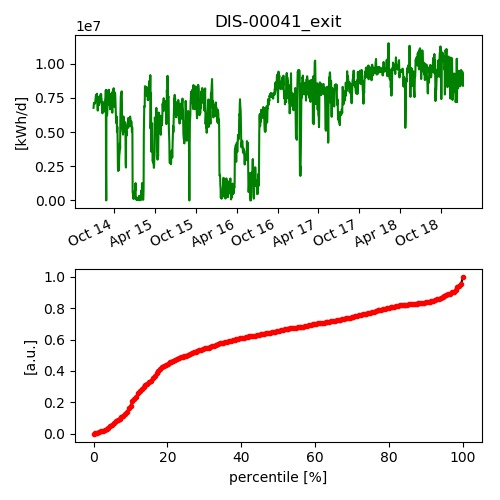 DIS-00041_exit
1e7
1.00
0.75
0.50
0.25
0.00
[kWh/d]
Oct 14 Apr 15 Oct 15 Apr 16 Oct 16 Apr 17 Oct 17 Apr 18 Oct 18
1.0
0.8
0.6
0.4
0.2
0.0
[a.u.]
0 20 40 60 80 100
percentile [%]